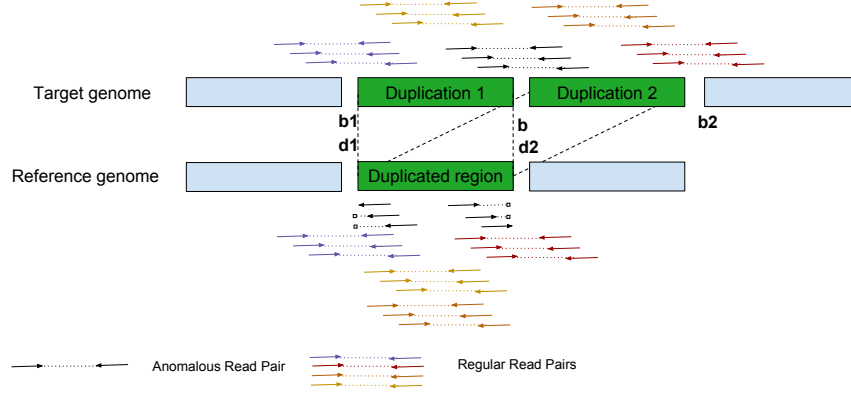 Target genome
Duplication 1
Duplication 2
b1
b
b2
d1
d2
Reference genome
Duplicated region
Anomalous Read Pair
Regular Read Pairs